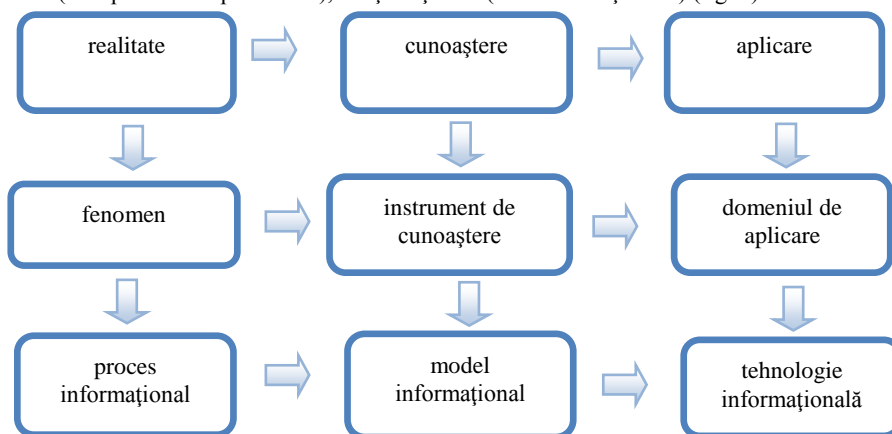 realitate
cunoaştere
aplicare
fenomen
instrument de
cunoaştere
domeniul de
aplicare
proces
informaţional
model
informaţional
tehnologie
informaţională